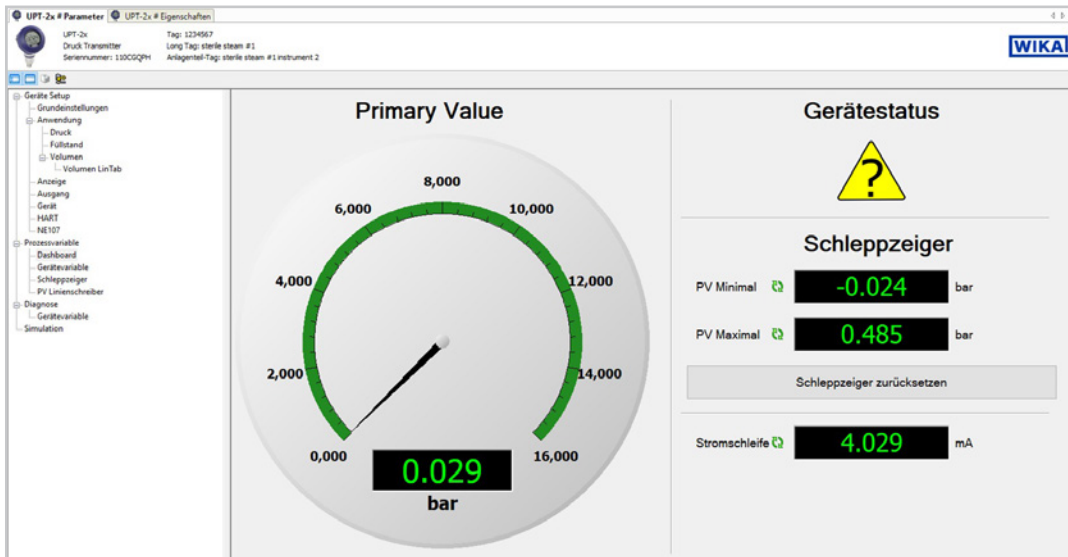 UPT-2x # Parameter UPT-2x # Eigenschaften
UPT-2x Tag: 1234567
Druck Transmitter Long Tag: sterile steam #1
Seriennummer: 110CGQPH Anlagenteil-Tag: sterile steam #1 instrument 2
WIKA
Geräte Setup
Grundeinstellungen
Anwendung
Druck
Füllstand
Volumen
Volumen LinTab
Anzeige
Ausgang
Gerät
HART
NE107
Prozessvariable
Dashboard
Gerätevariable
Schleppzeiger
PV Linienschreiber
Diagnose
Gerätevariable
Simulation
Primary Value
0,000
2,000
4,000
6,000
8,000
10,000
12,000
14,000
16,000
0.029
bar
Gerätestatus
?
Schleppzeiger
PV Minimal -0.024 bar
PV Maximal 0.485 bar
Schleppzeiger zurücksetzen
Stromschleife 4.029 mA